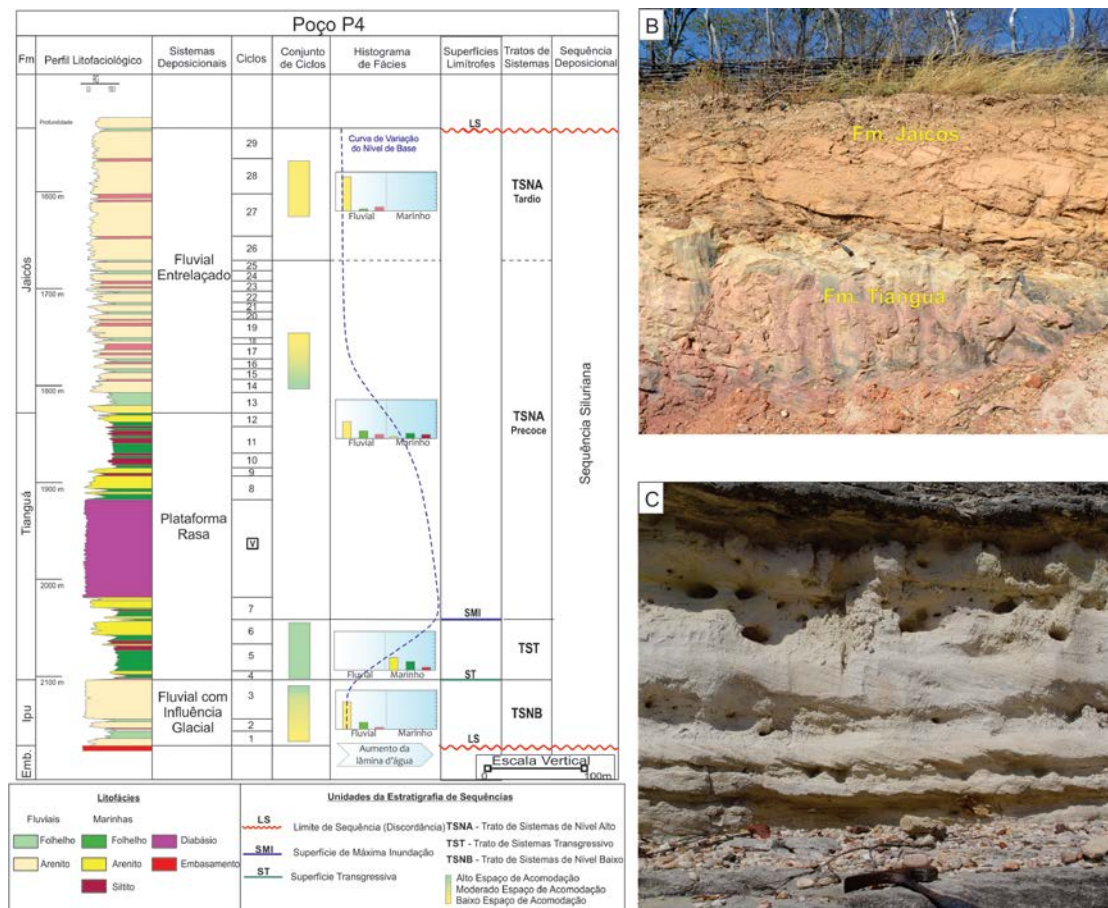 Poço P4
Fm
Perfil Litofaciológico
Sistemas Deposicionais
Ciclos
Conjunto de Ciclos
Histograma de Fácies
Superfícies Limítrofes
Tratos de Sistemas
Sequência Deposicional
Profundidade
1600 m
1700 m
1800 m
1900 m
2000 m
2100 m
Jaicós
Tianguá
Ipu
Emb.
Fluvial Entrelaçado
Plataforma Rasa
Fluvial com Influência Glacial
29
28
27
26
25
24
23
22
21
20
19
18
17
16
15
14
13
12
11
10
9
8
V
7
6
5
4
3
2
1
Curva de Variação do Nível de Base
Fluvial Marinho
Fluvial Marinho
Fluvial Marinho
Fluvial Marinho
Aumento da lâmina d'água
LS
SMI
ST
LS
TSNA Tardio
TSNA Precoce
TST
TSNB
Sequência Siluriana
Escala Vertical
0 100m
Litofácies
Fluviais Marinhas
Folhelho Folhelho Diabásio
Arenito Arenito Embasamento
Siltito
Unidades da Estratigrafia de Sequências
LS Limite de Sequência (Discordância)
SMI Superfície de Máxima Inundação
ST Superfície Transgressiva
TSNA - Trato de Sistemas de Nível Alto
TST - Trato de Sistemas Transgressivo
TSNB - Trato de Sistemas de Nível Baixo
Alto Espaço de Acomodação
Moderado Espaço de Acomodação
Baixo Espaço de Acomodação
B
Fm. Jaicós
Fm. Tianguá
C